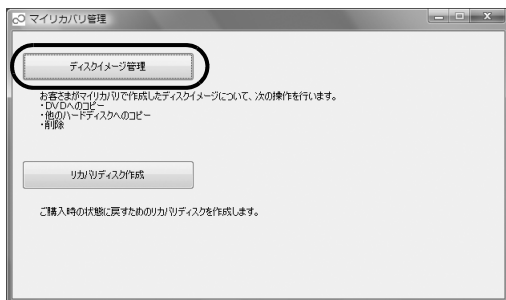 マイリカバリ管理
ディスクイメージ管理
お客さまがマイリカバリで作成したディスクイメージについて、次の操作を行います。
・DVDへのコピー
・他のハードディスクへのコピー
・削除
リカバリディスク作成
ご購入時の状態に戻すためのリカバリディスクを作成します。